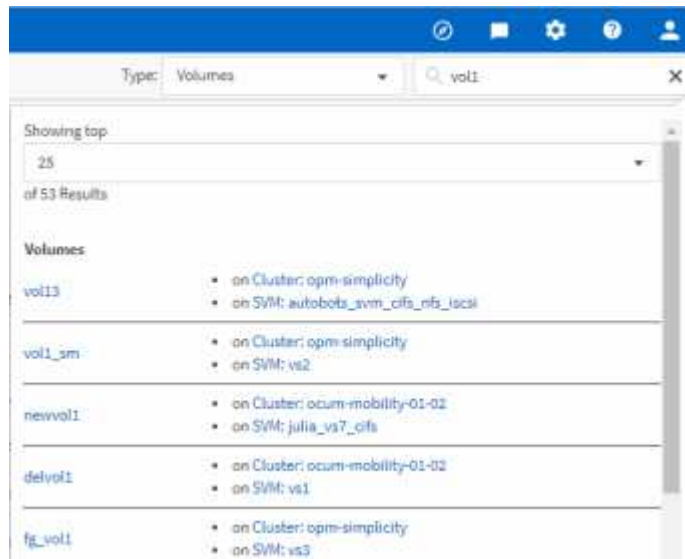 Type: Volumes vol1
Showing top
25
of 53 Results
Volumes
vol13
• on Cluster: opm-simplicity
• on SVM: autobots_svm_cifs_nfs_iscsi
vol1_sm
• on Cluster: opm-simplicity
• on SVM: vs2
newvol1
• on Cluster: ocum-mobility-01-02
• on SVM: julia_vs7_cifs
delvol1
• on Cluster: ocum-mobility-01-02
• on SVM: vs1
fg_vol1
• on Cluster: opm-simplicity
• on SVM: vs3